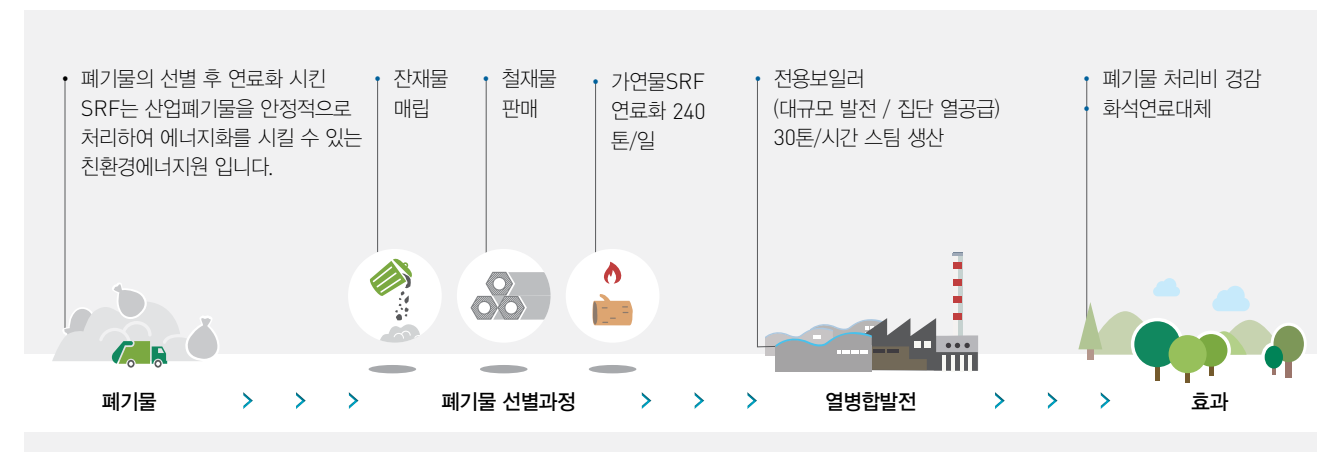 폐기물의 선별 후 연료화 시킨
SRF는 산업폐기물을 안정적으로
처리하여 에너지화를 시킬 수 있는
친환경에너지원 입니다.
잔재물
매립
철재물
판매
가연물SRF
연료화 240
톤/일
전용보일러
(대규모 발전 / 집단 열공급)
30톤/시간 스팀 생산
폐기물 처리비 경감
화석연료대체
폐기물
폐기물 선별과정
열병합발전
효과